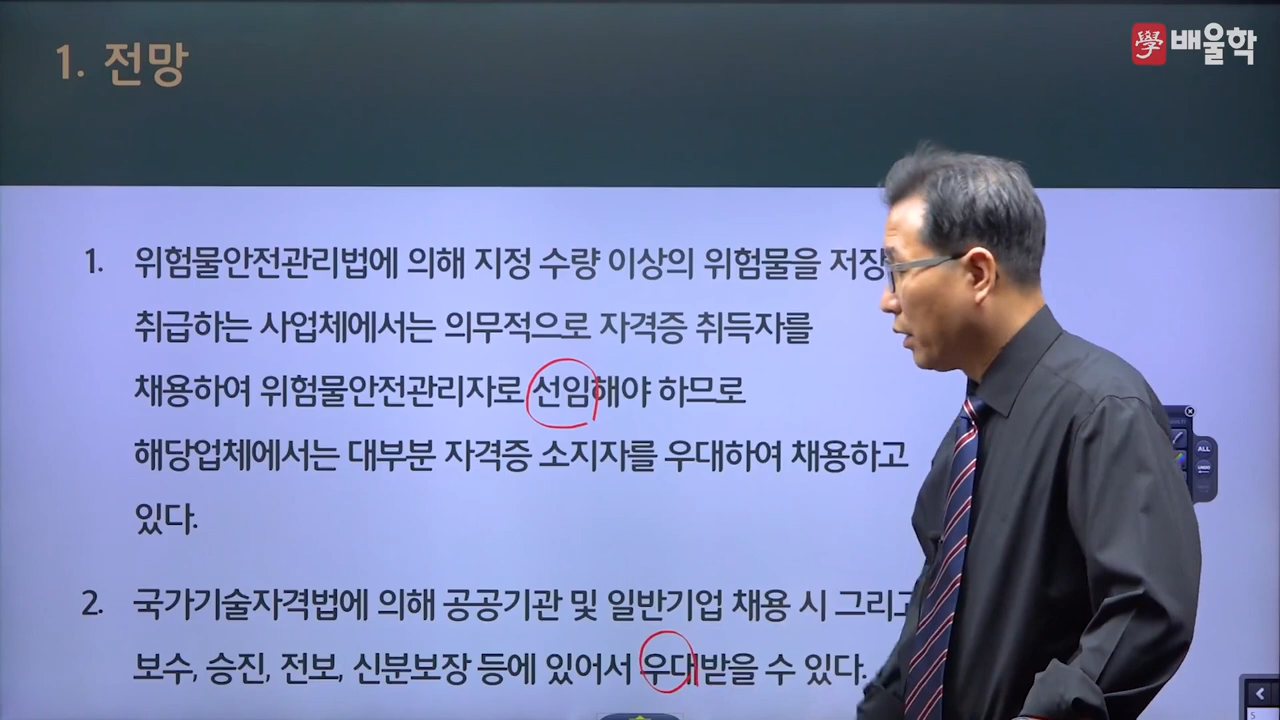 1. 전망
學 배울학
1. 위험물안전관리법에 의해 지정 수량 이상의 위험물을 저장
취급하는 사업체에서는 의무적으로 자격증 취득자를
채용하여 위험물안전관리자로 선임해야 하므로
해당업체에서는 대부분 자격증 소지자를 우대하여 채용하고
있다.
ALL
UNDO
2. 국가기술자격법에 의해 공공기관 및 일반기업 채용 시 그리고
보수, 승진, 전보, 신분보장 등에 있어서 우대받을 수 있다.
5